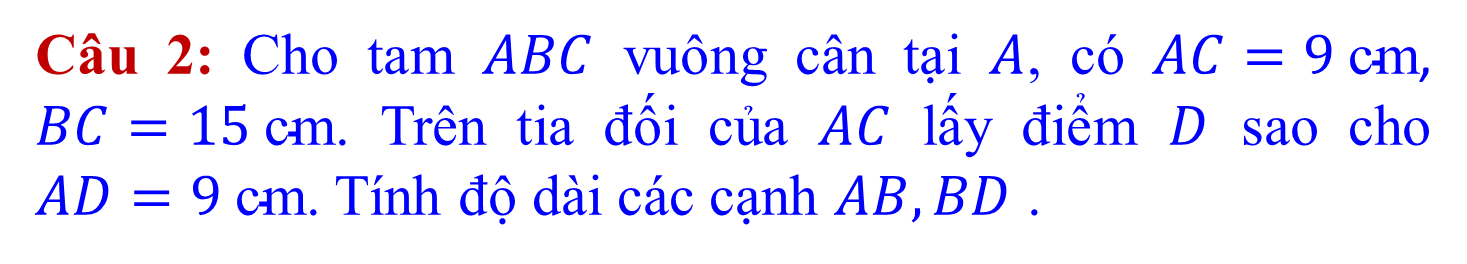 Câu 2: Cho tam ABC vuông cân tại A, có AC = 9 cm,
BC = 15 cm. Trên tia đối của AC lấy điểm D sao cho
AD = 9 cm. Tính độ dài các cạnh AB, BD .